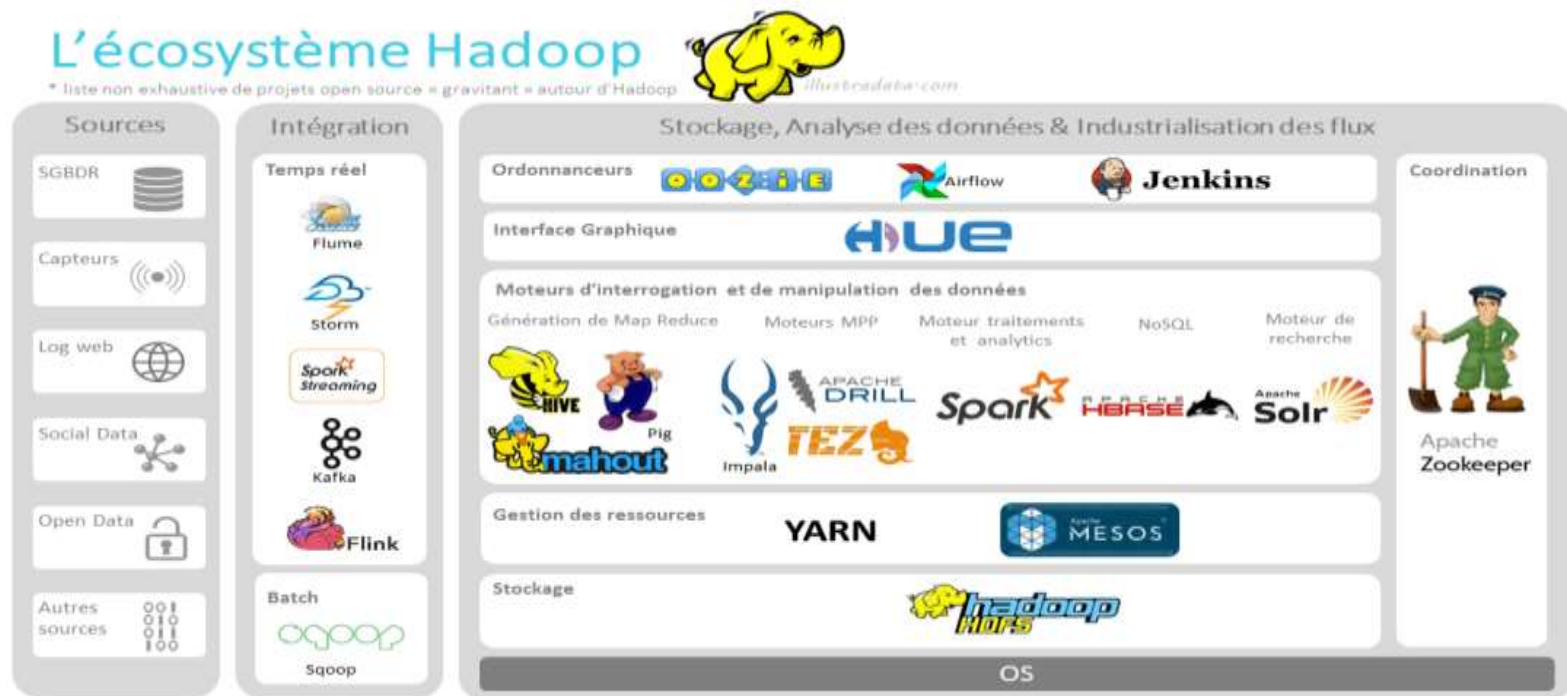 L'écosystème Hadoop
* liste non exhaustive de projets open source « gravitant » autour d'Hadoop
illustradata.com
Sources
SGBDR
Capteurs
Log web
Social Data
Open Data
Autres
sources
001
010
011
100
Intégration
Temps réel
Flume
Storm
Spark
Streaming
Kafka
Flink
Batch
sqoop
Sqoop
Stockage, Analyse des données & Industrialisation des flux
Ordonnanceurs
OOZiE
Airflow
Jenkins
Interface Graphique
HUE
Moteurs d'interrogation et de manipulation des données
Génération de Map Reduce
Moteurs MPP
Moteur traitements
et analytics
NoSQL
Moteur de
recherche
HIVE
Pig
mahout
Impala
APACHE
DRILL
TEZ
Spark
APACHE
HBASE
Apache
Solr
Gestion des ressources
YARN
Apache
MESOS
Stockage
hadoop
HDFS
Coordination
Apache
Zookeeper
OS